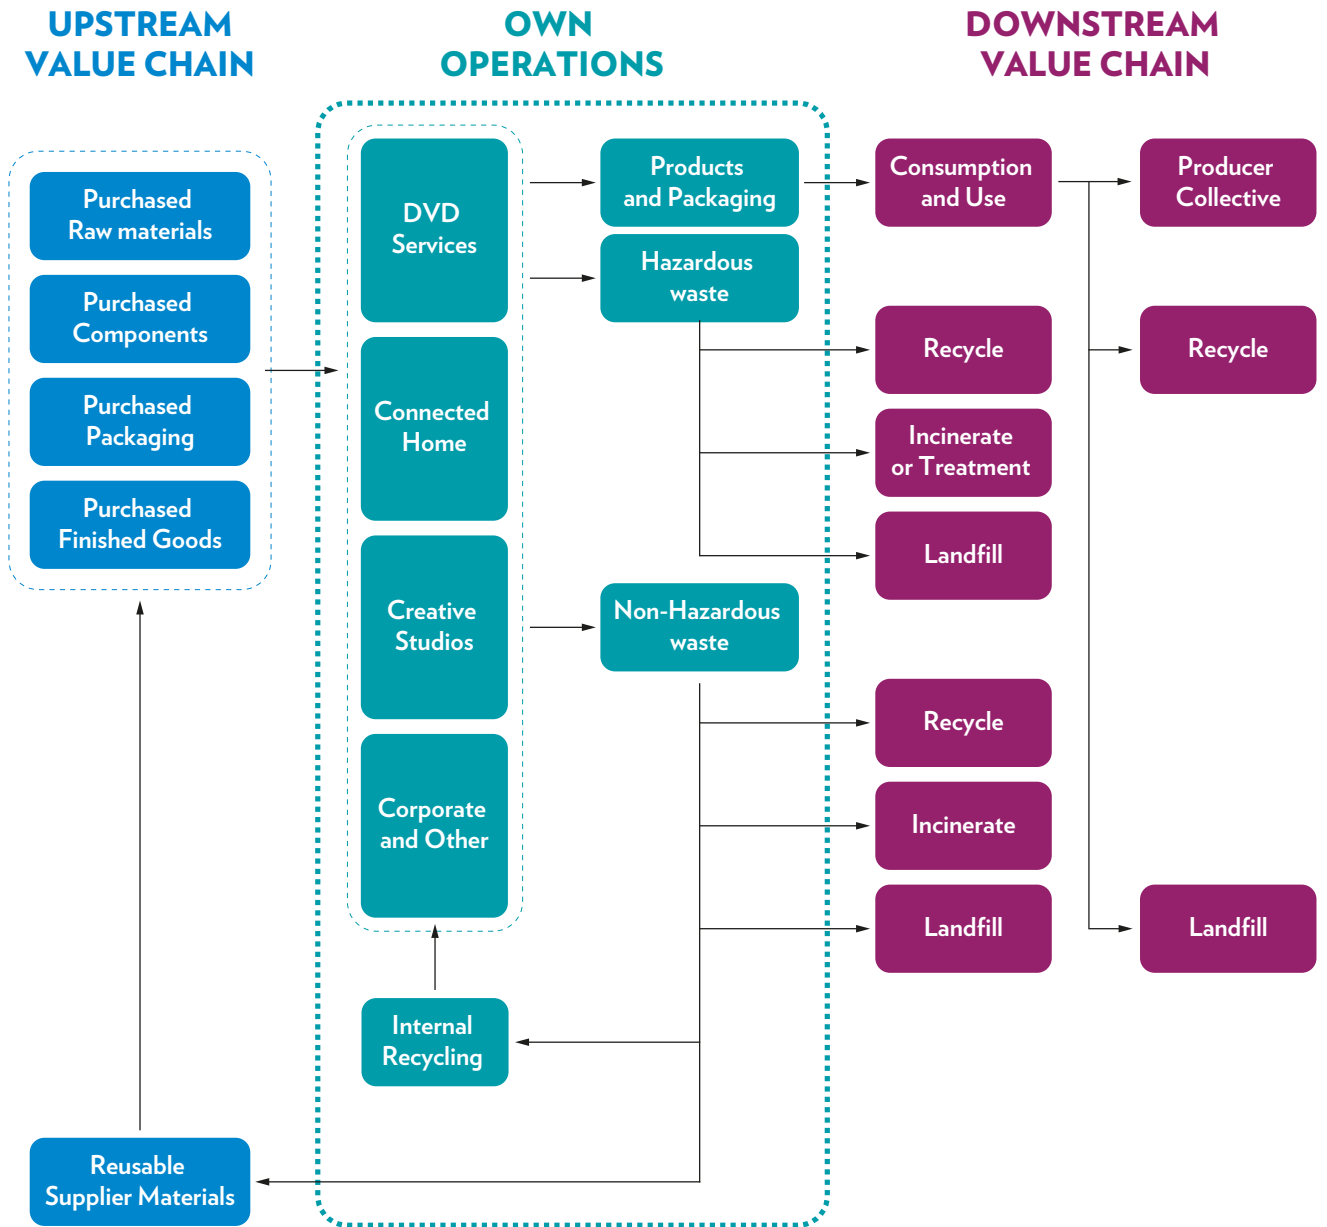 UPSTREAM
VALUE CHAIN
OWN
OPERATIONS
DOWNSTREAM
VALUE CHAIN
Purchased
Raw materials
Purchased
Components
Purchased
Packaging
Purchased
Finished Goods
Reusable
Supplier Materials
DVD
Services
Connected
Home
Creative
Studios
Corporate
and Other
Internal
Recycling
Products
and Packaging
Hazardous
waste
Non-Hazardous
waste
Consumption
and Use
Recycle
Incinerate
or Treatment
Landfill
Recycle
Incinerate
Landfill
Producer
Collective
Recycle
Landfill